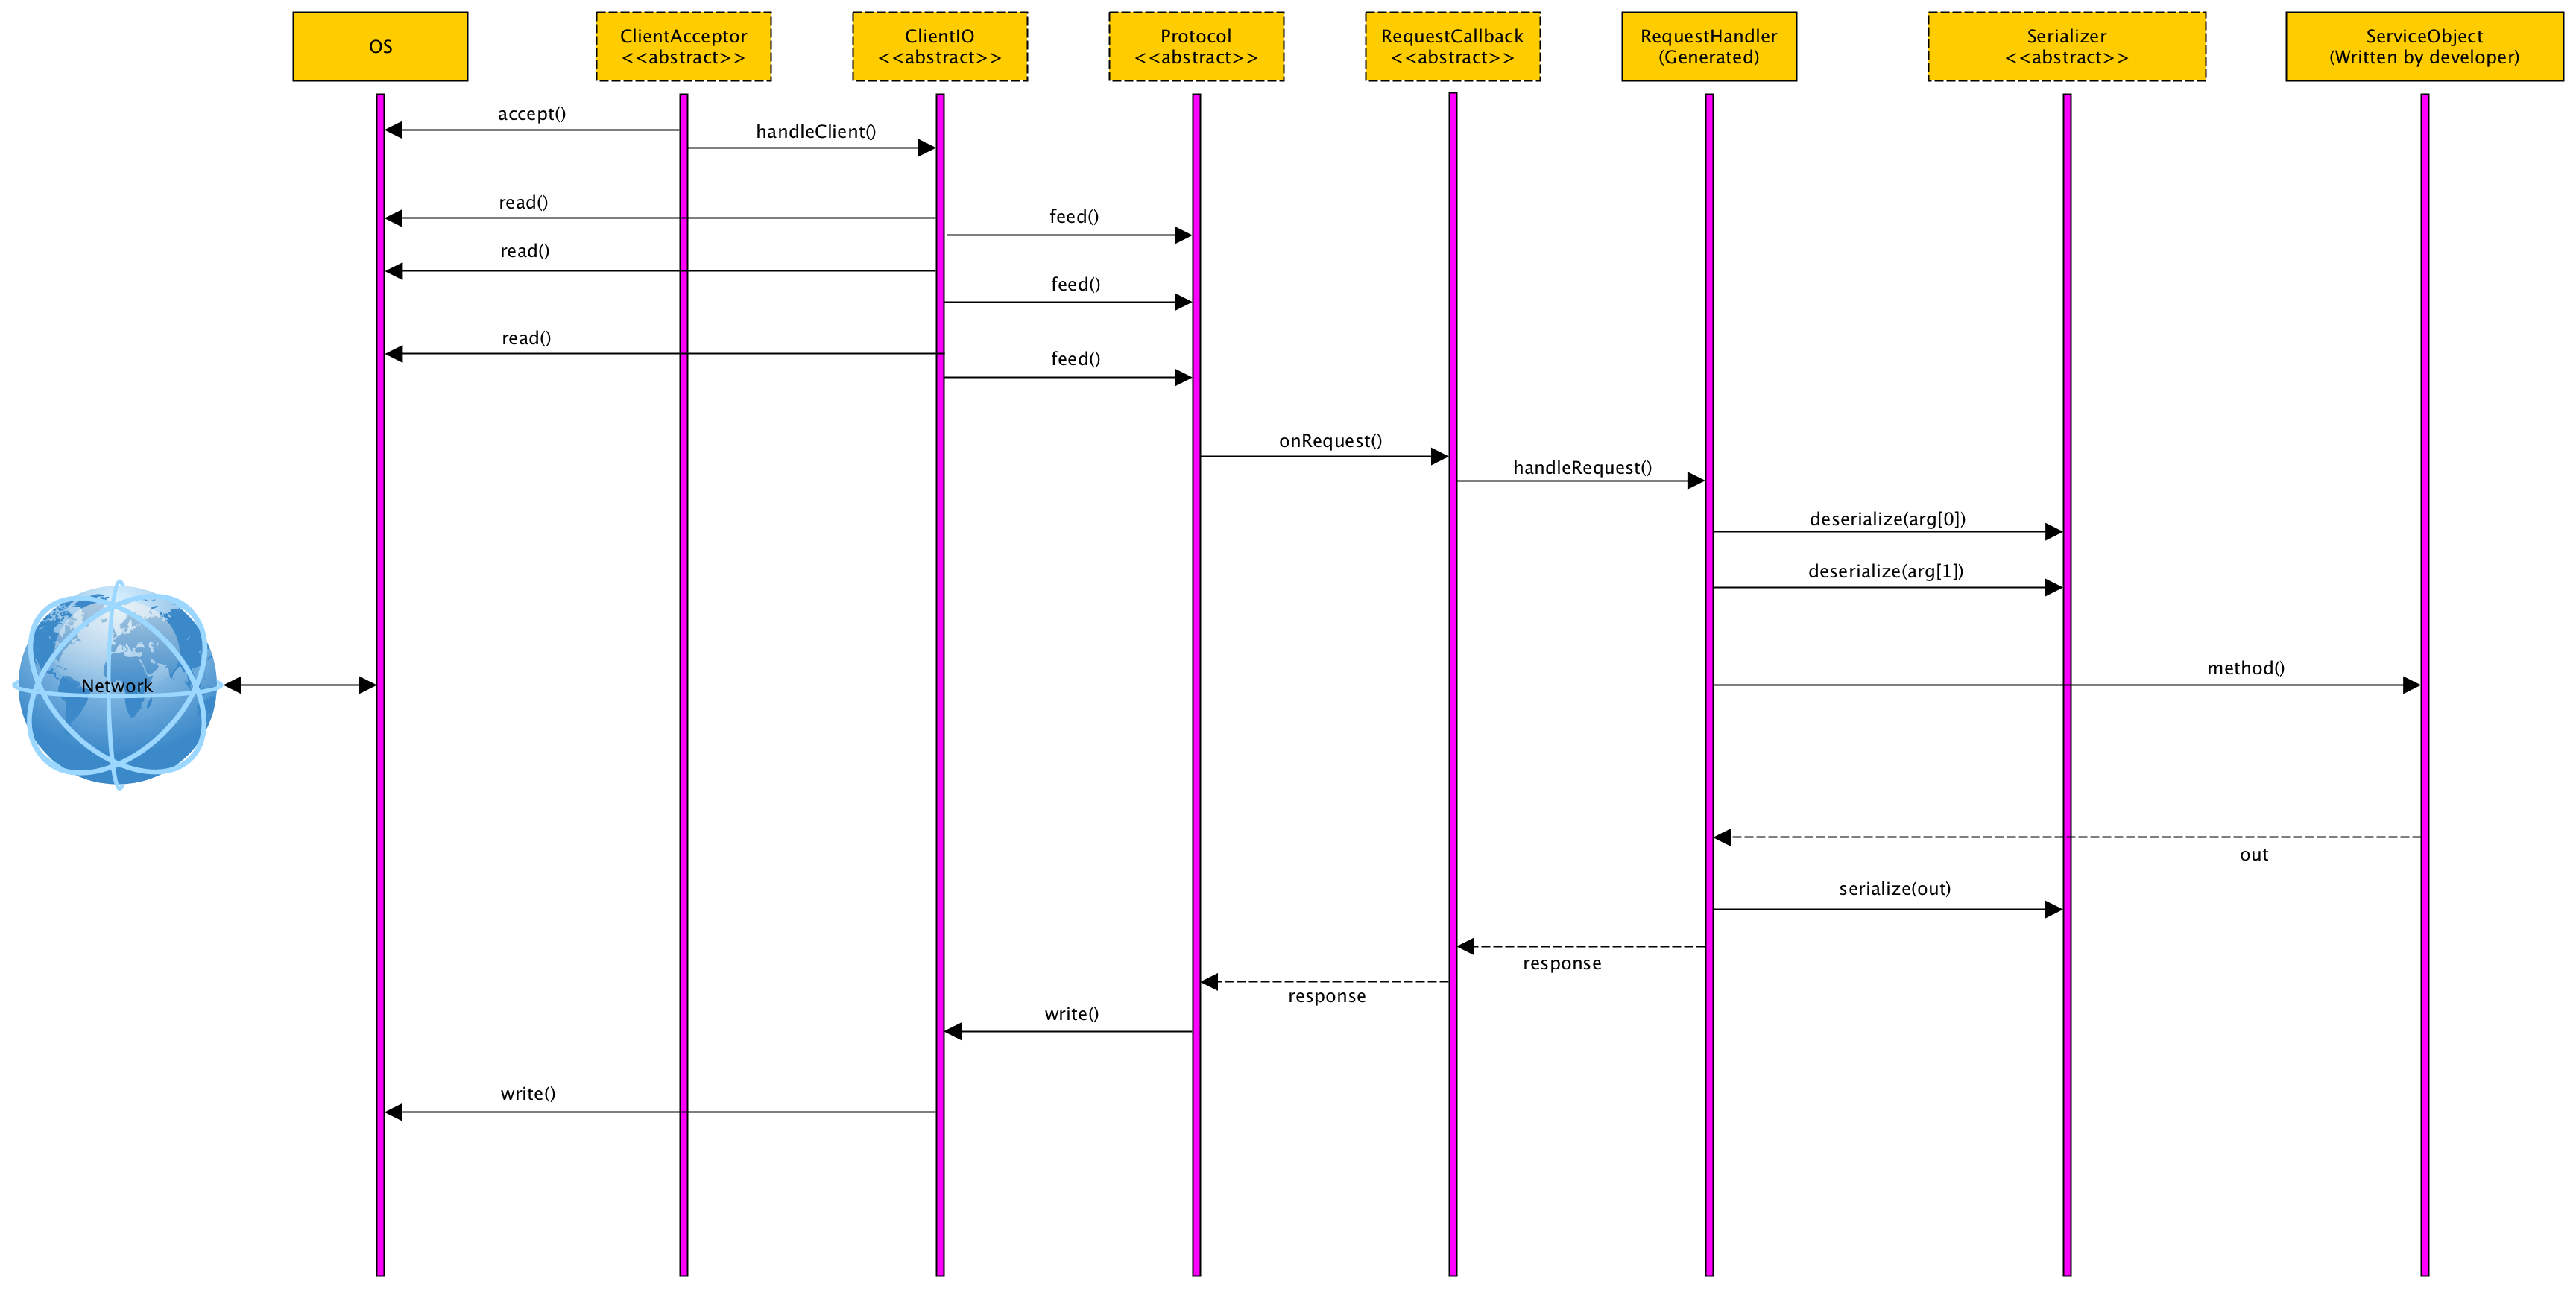 OS
ClientAcceptor
<<abstract>>
ClientIO
<<abstract>>
Protocol
<<abstract>>
RequestCallback
<<abstract>>
RequestHandler
(Generated)
Serializer
<<abstract>>
ServiceObject
(Written by developer)
accept()
handleClient()
read()
feed()
read()
feed()
read()
feed()
onRequest()
handleRequest()
deserialize(arg[0])
deserialize(arg[1])
method()
Network
out
serialize(out)
response
response
write()
write()